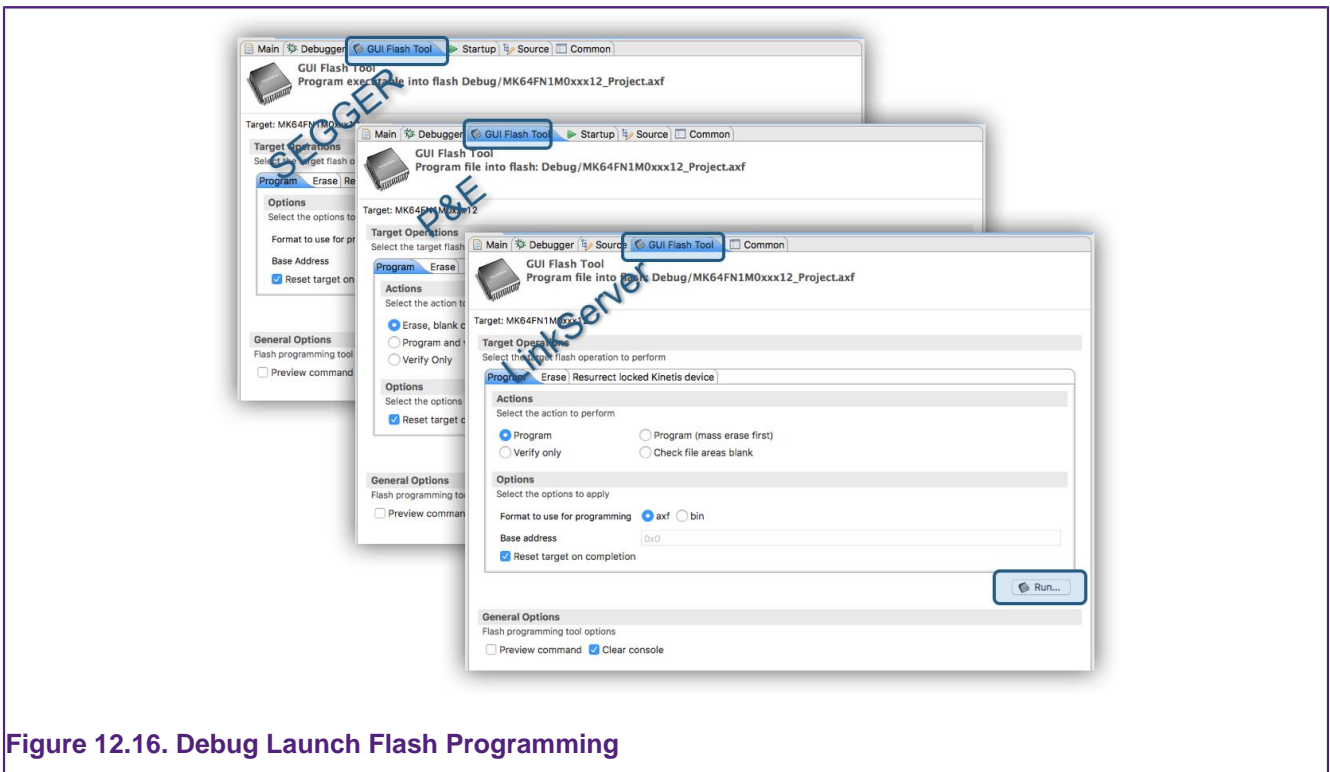 Main Debugger GUI Flash Tool Startup Source Common
GUI Flash Tool
Program executable into flash Debug/MK64FN1M0xxx12_Project.axf
SEGGER
Target: MK64FN1M0xxx12
Target Operations
Select the target flash o
Program Erase Re
Options
Select the options to
Format to use for pr
Base Address
Reset target on
General Options
Flash programming tool
Preview command
Main Debugger GUI Flash Tool Startup Source Common
GUI Flash Tool
Program file into flash: Debug/MK64FN1M0xxx12_Project.axf
P&E
Target: MK64FN1M0xxx12
Target Operations
Select the target flash
Program Erase
Actions
Select the action to
Erase, blank c
Program and v
Verify Only
Options
Select the options
Reset target o
General Options
Flash programming too
Preview comman
Main Debugger Source GUI Flash Tool Common
GUI Flash Tool
Program file into flash: Debug/MK64FN1M0xxx12_Project.axf
LinkServer
Target: MK64FN1M0xxx12
Target Operations
Select the target flash operation to perform
Program Erase Resurrect locked Kinetis device
Actions
Select the action to perform
Program Program (mass erase first)
Verify only Check file areas blank
Options
Select the options to apply
Format to use for programming axf bin
Base address 0x0
Reset target on completion
Run...
General Options
Flash programming tool options
Preview command Clear console
Figure 12.16. Debug Launch Flash Programming